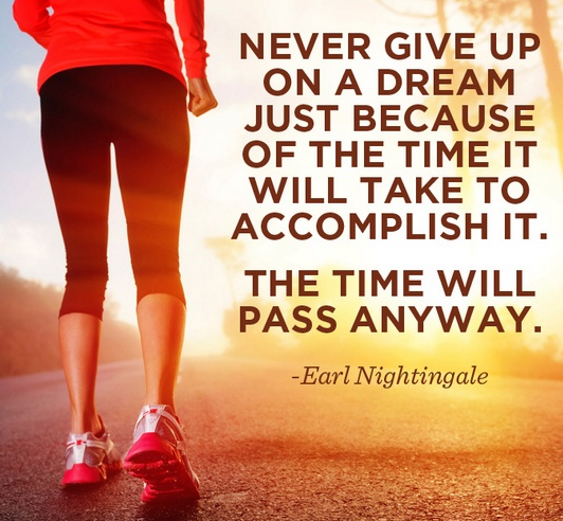 NEVER GIVE UP
ON A DREAM
JUST BECAUSE
OF THE TIME IT
WILL TAKE TO
ACCOMPLISH IT.
THE TIME WILL
PASS ANYWAY.
-Earl Nightingale